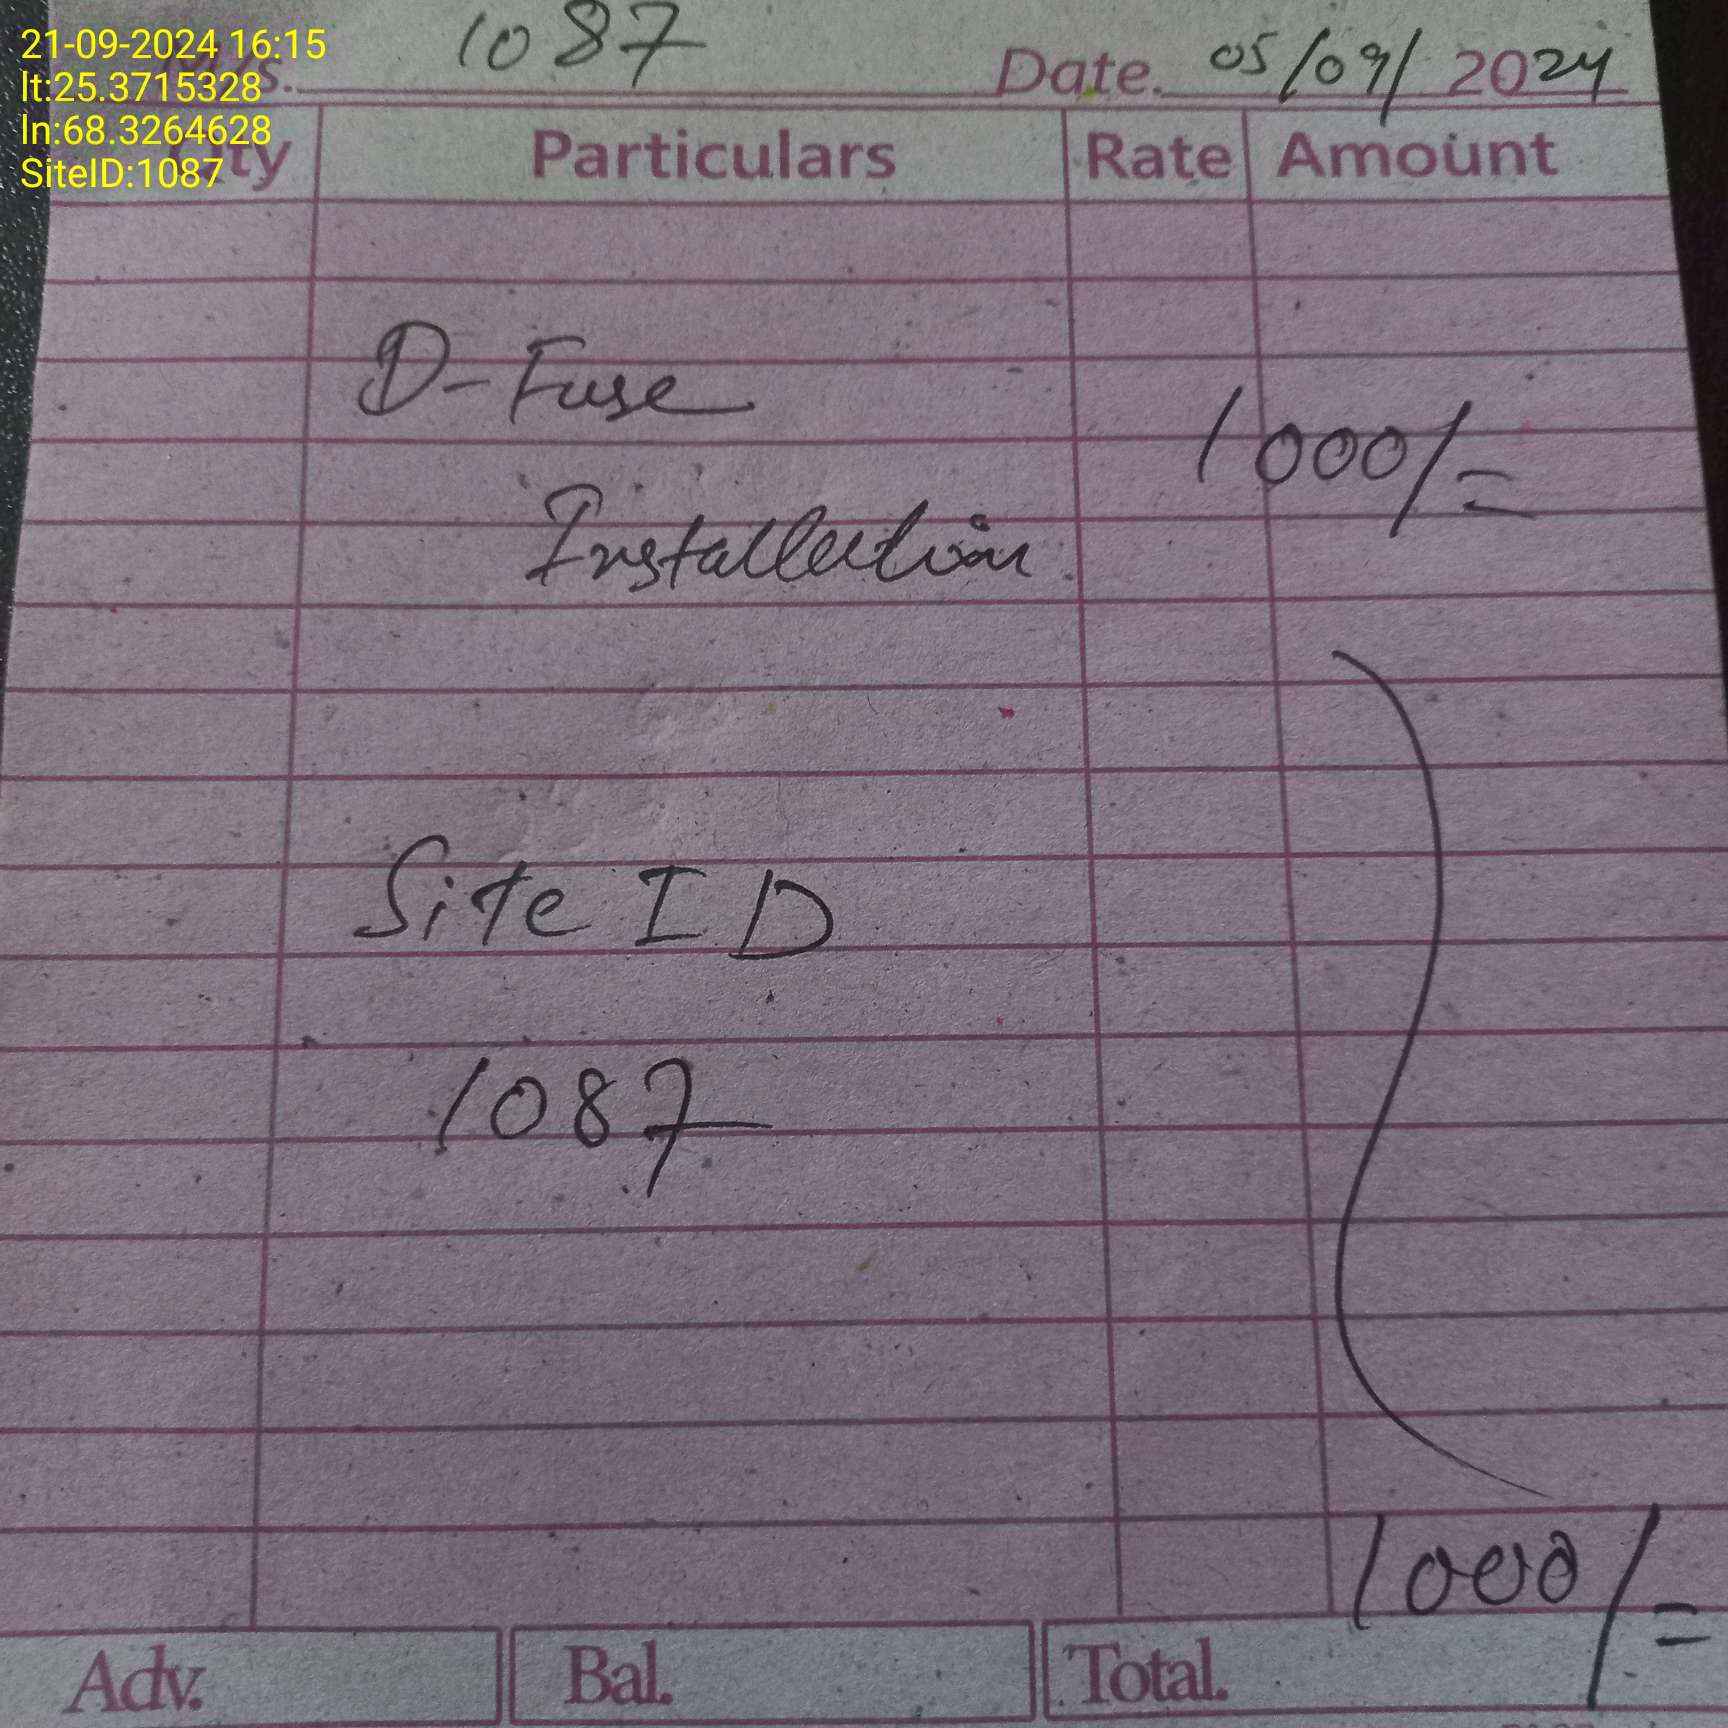 21-09-2024 16:15
lt:25.3715328
ln:68.3264628
SiteID:1087
1087 Date. 05/09/2024
Particulars Rate Amount
D-Fuse
1000/=
Installation
Site ID
1087
1000/=
Adv. Bal. Total.